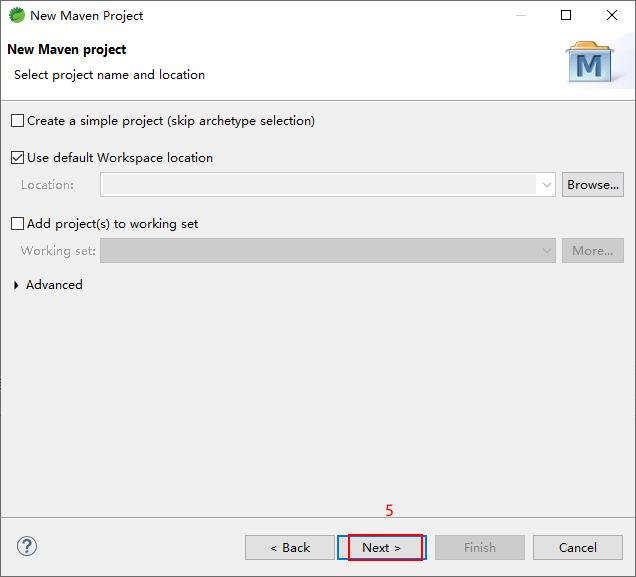 New Maven Project
New Maven project
Select project name and location
M
Create a simple project (skip archetype selection)
Use default Workspace location
Location:
Browse...
Add project(s) to working set
Working set:
More...
Advanced
5
?
< Back
Next >
Finish
Cancel